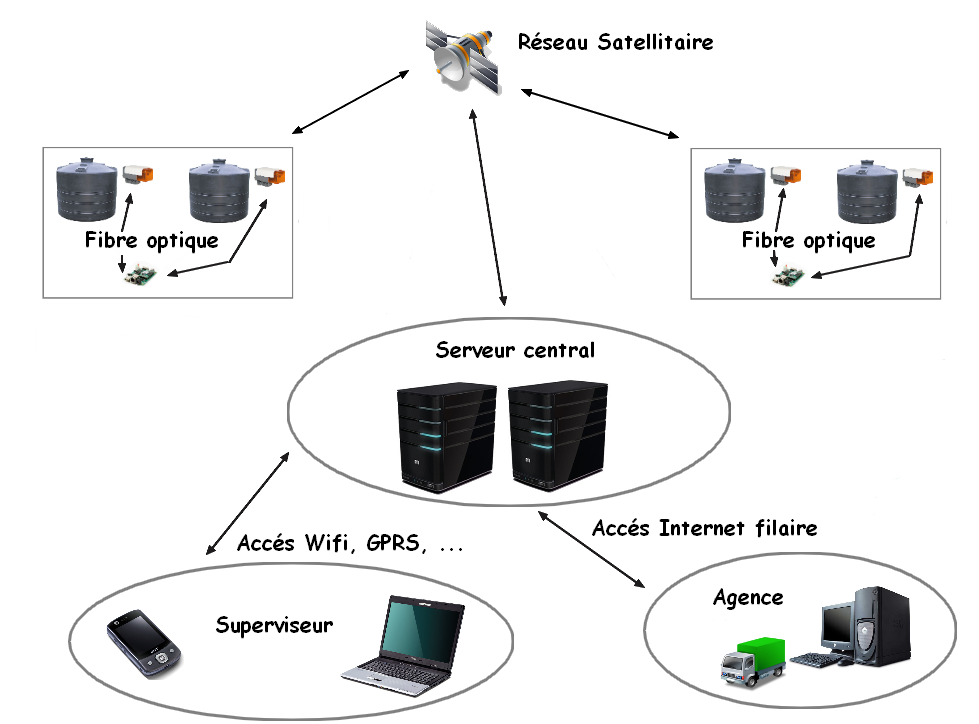 Réseau Satellitaire
Fibre optique
Fibre optique
Serveur central
Accés Wifi, GPRS, ...
Accés Internet filaire
Superviseur
Agence